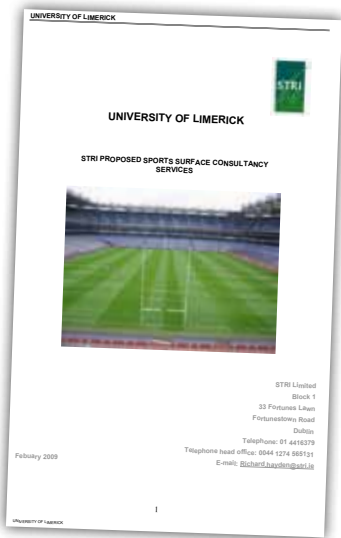 UNIVERSITY OF LIMERICK
STRI
UNIVERSITY OF LIMERICK
STRI PROPOSED SPORTS SURFACE CONSULTANCY
SERVICES
STRI Limited
Block 1
33 Fortunes Lawn
Fortunestown Road
Dublin
Telephone: 01 4416379
Telephone head office: 0044 1274 565131
E-mail: Richard.hayden@stri.ie
Febuary 2009
1
UNIVERSITY OF LIMERICK